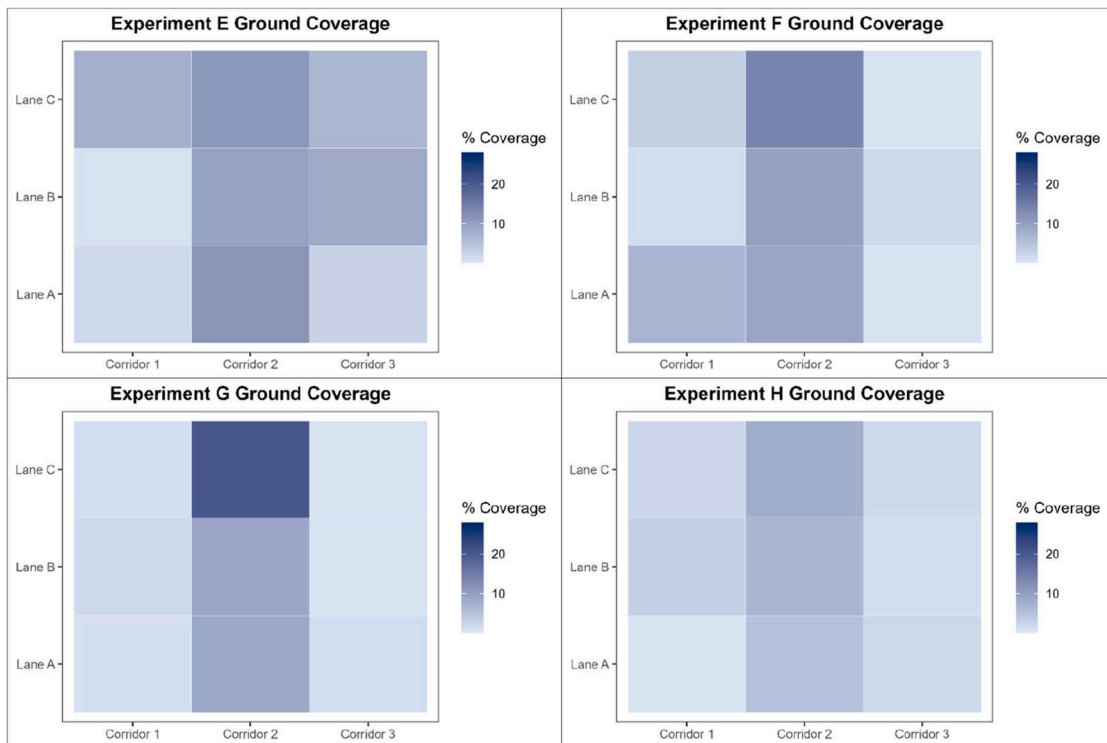 Experiment E Ground Coverage
Lane C
Lane B
Lane A
Corridor 1 Corridor 2 Corridor 3
% Coverage
20
10
Experiment F Ground Coverage
Lane C
Lane B
Lane A
Corridor 1 Corridor 2 Corridor 3
% Coverage
20
10
Experiment G Ground Coverage
Lane C
Lane B
Lane A
Corridor 1 Corridor 2 Corridor 3
% Coverage
20
10
Experiment H Ground Coverage
Lane C
Lane B
Lane A
Corridor 1 Corridor 2 Corridor 3
% Coverage
20
10